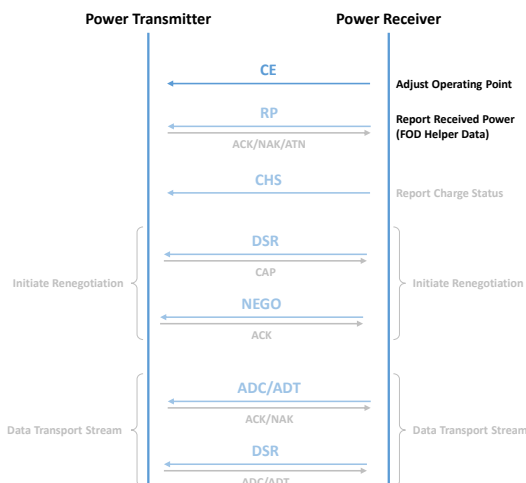 Power Transmitter Power Receiver
CE
Adjust Operating Point
RP
Report Received Power
(FOD Helper Data)
ACK/NAK/ATN
CHS
Report Charge Status
DSR
CAP
Initiate Renegotiation Initiate Renegotiation
NEGO
ACK
ADC/ADT
ACK/NAK
Data Transport Stream Data Transport Stream
DSR
ADC/ADT